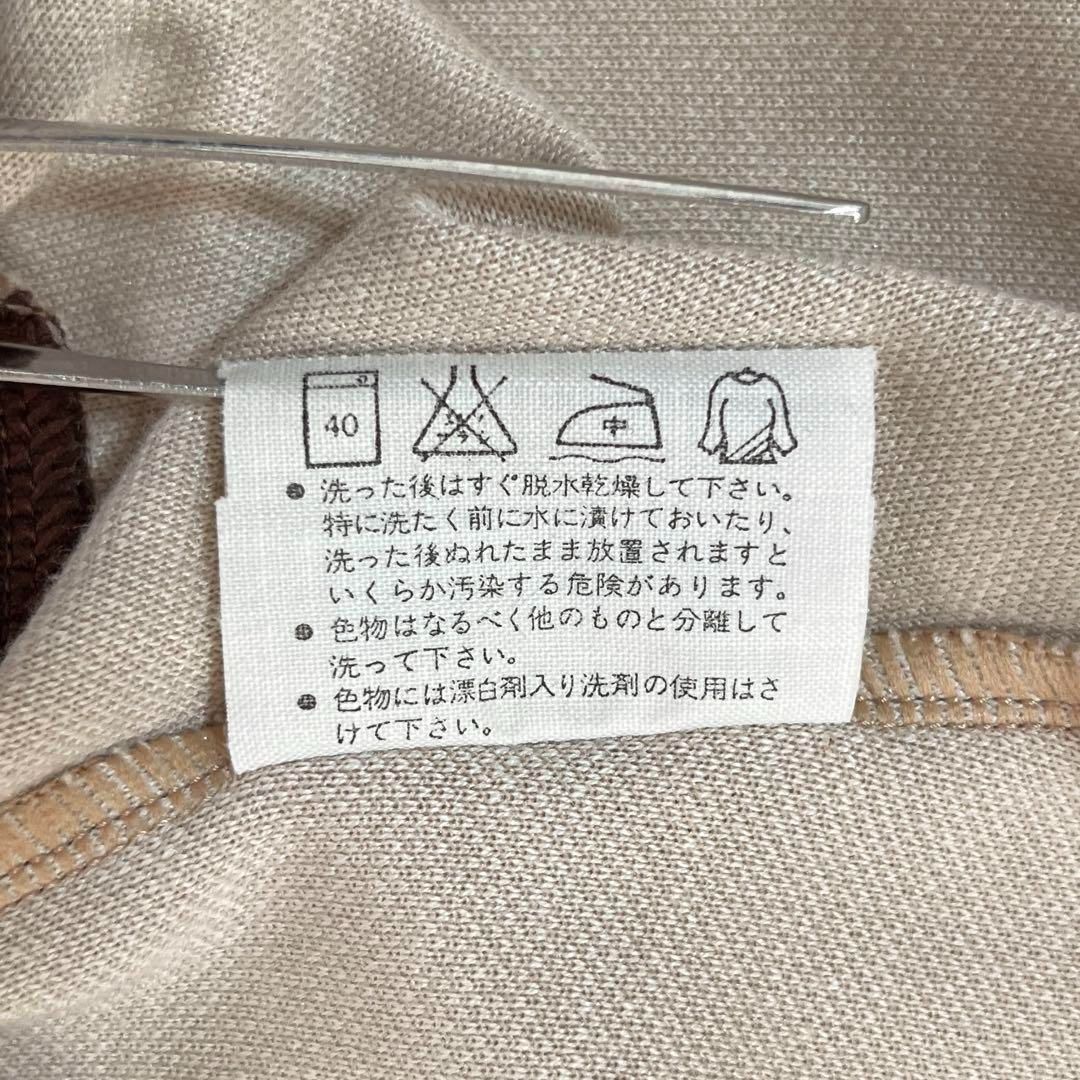 40
中
● 洗った後はすぐ脱水乾燥して下さい。
特に洗たく前に水に漬けておいたり、
洗った後ぬれたまま放置されますと
いくらか汚染する危険があります。
● 色物はなるべく他のものと分離して
洗って下さい。
● 色物には漂白剤入り洗剤の使用はさ
けて下さい。